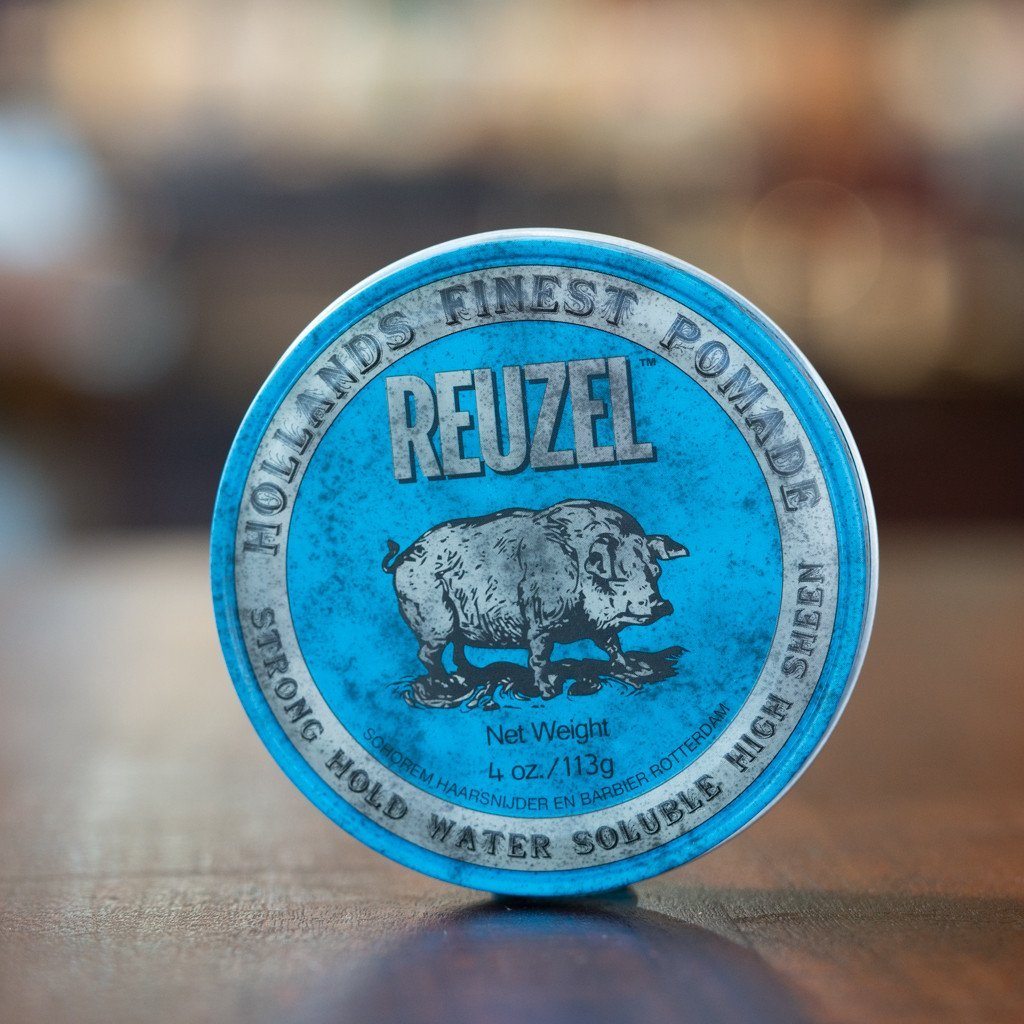 HOLLANDS FINEST POMADE
REUZEL™
Net Weight
4 oz./113g
SCHOREM HAARSNIJDER EN BARBIER ROTTERDAM
STRONG HOLD WATER SOLUBLE HIGH SHEEN